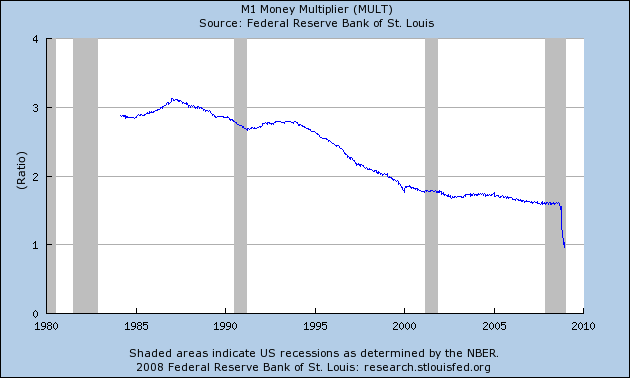 M1 Money Multiplier (MULT)
Source: Federal Reserve Bank of St. Louis
4
3
2
1
0
(Ratio)
1980 1985 1990 1995 2000 2005 2010
Shaded areas indicate US recessions as determined by the NBER.
2008 Federal Reserve Bank of St. Louis: research.stlouisfed.org